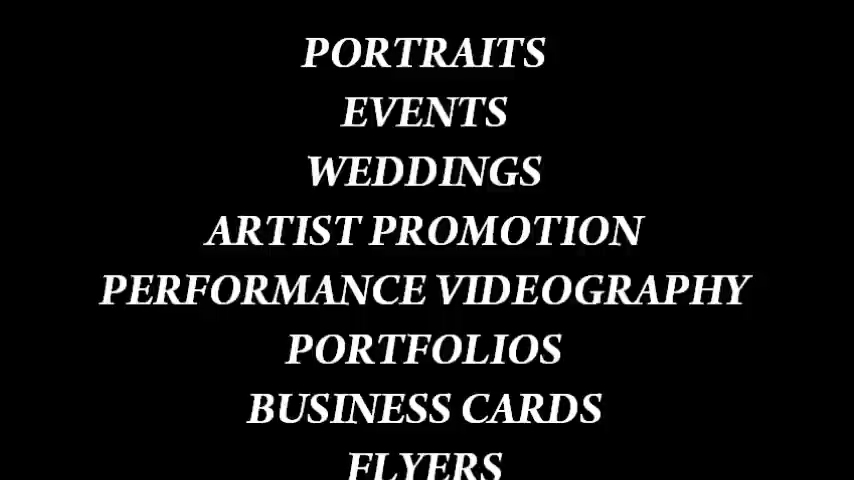 PORTRAITS
EVENTS
WEDDINGS
ARTIST PROMOTION
PERFORMANCE VIDEOGRAPHY
PORTFOLIOS
BUSINESS CARDS
FLYERS